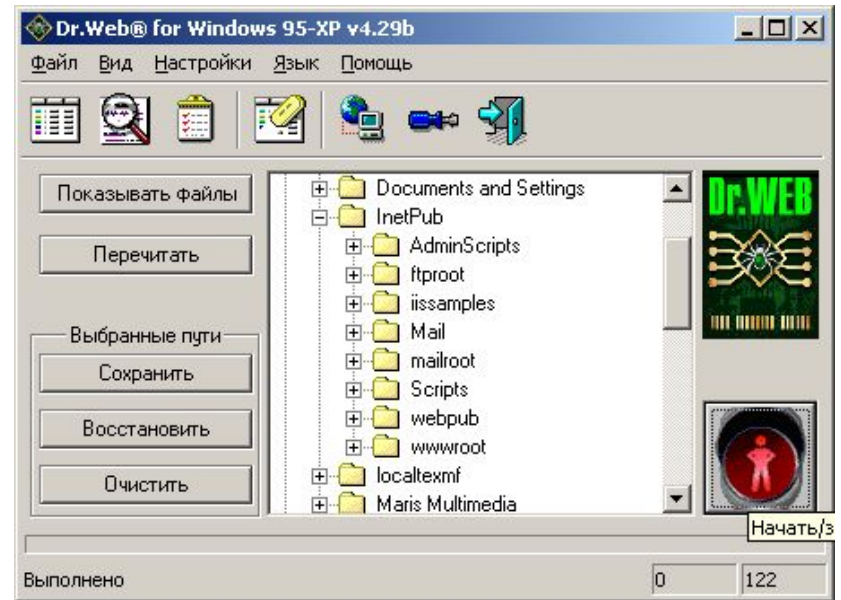 Dr.Web® for Windows 95-XP v4.29b
Файл Вид Настройки Язык Помощь
Показывать файлы
Перечитать
Выбранные пути
Сохранить
Восстановить
Очистить
Documents and Settings
InetPub
AdminScripts
ftproot
iissamples
Mail
mailroot
Scripts
webpub
wwwroot
localtexmf
Maris Multimedia
Dr.WEB
Начать/з
Выполнено
0
122